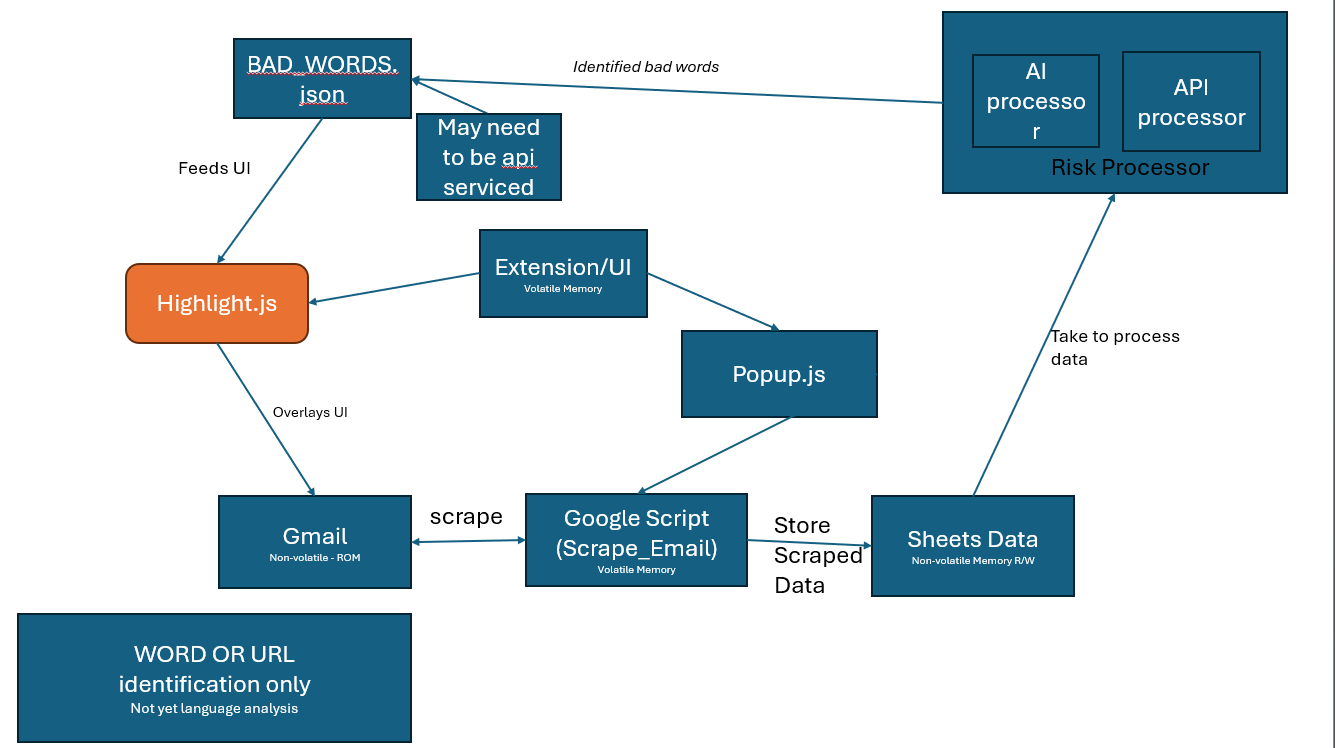 BAD_WORDS.
json
Identified bad words
AI
processo
r
API
processor
Risk Processor
May need
to be api
serviced
Feeds UI
Extension/UI
Volatile Memory
Highlight.js
Popup.js
Take to process
data
Overlays UI
Gmail
Non-volatile - ROM
scrape
Google Script
(Scrape_Email)
Volatile Memory
Store
Scraped
Data
Sheets Data
Non-volatile Memory R/W
WORD OR URL
identification only
Not yet language analysis